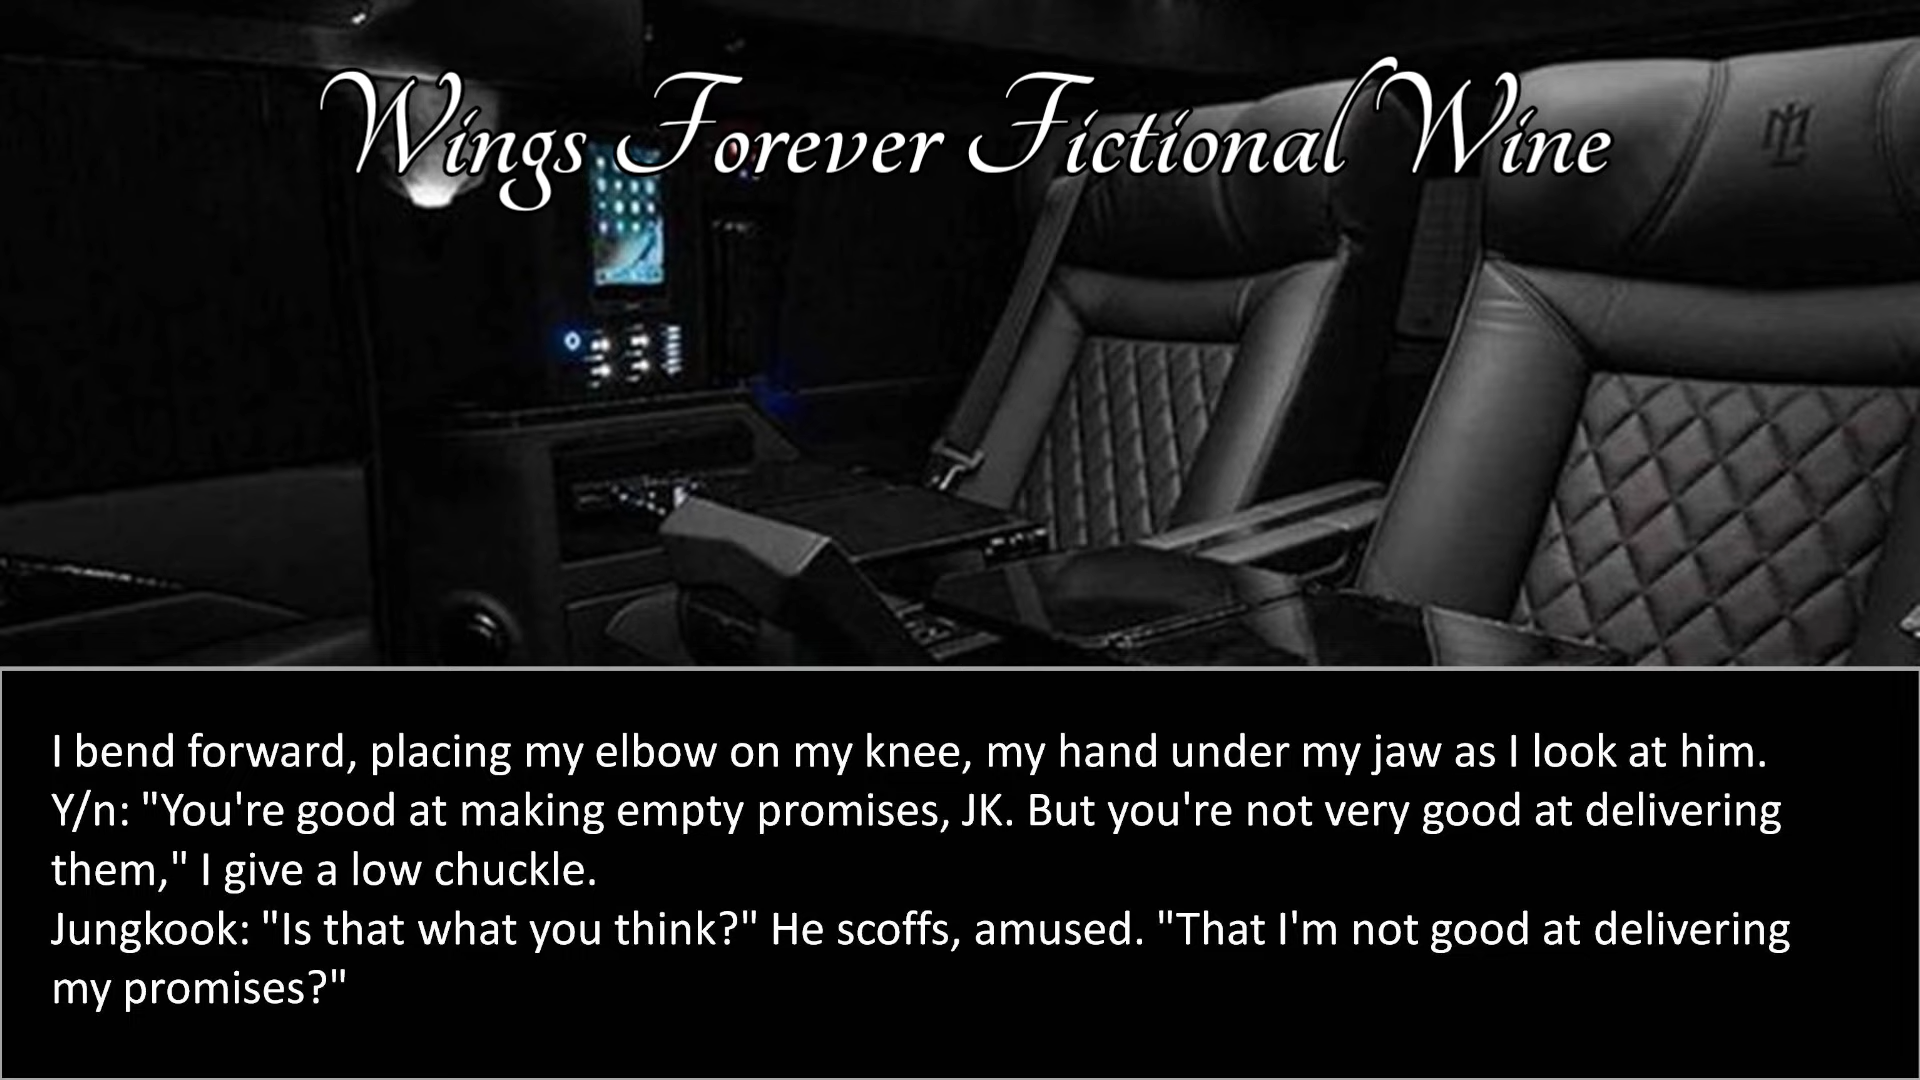 Wings Forever Fictional Wine
I bend forward, placing my elbow on my knee, my hand under my jaw as I look at him.
Y/n: "You're good at making empty promises, JK. But you're not very good at delivering
them," I give a low chuckle.
Jungkook: "Is that what you think?" He scoffs, amused. "That I'm not good at delivering
my promises?"